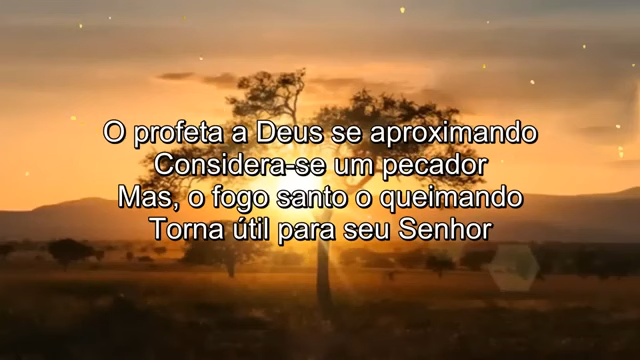 O profeta a Deus se aproximando
Considera-se um pecador
Mas, o fogo santo o queimando
Torna útil para seu Senhor